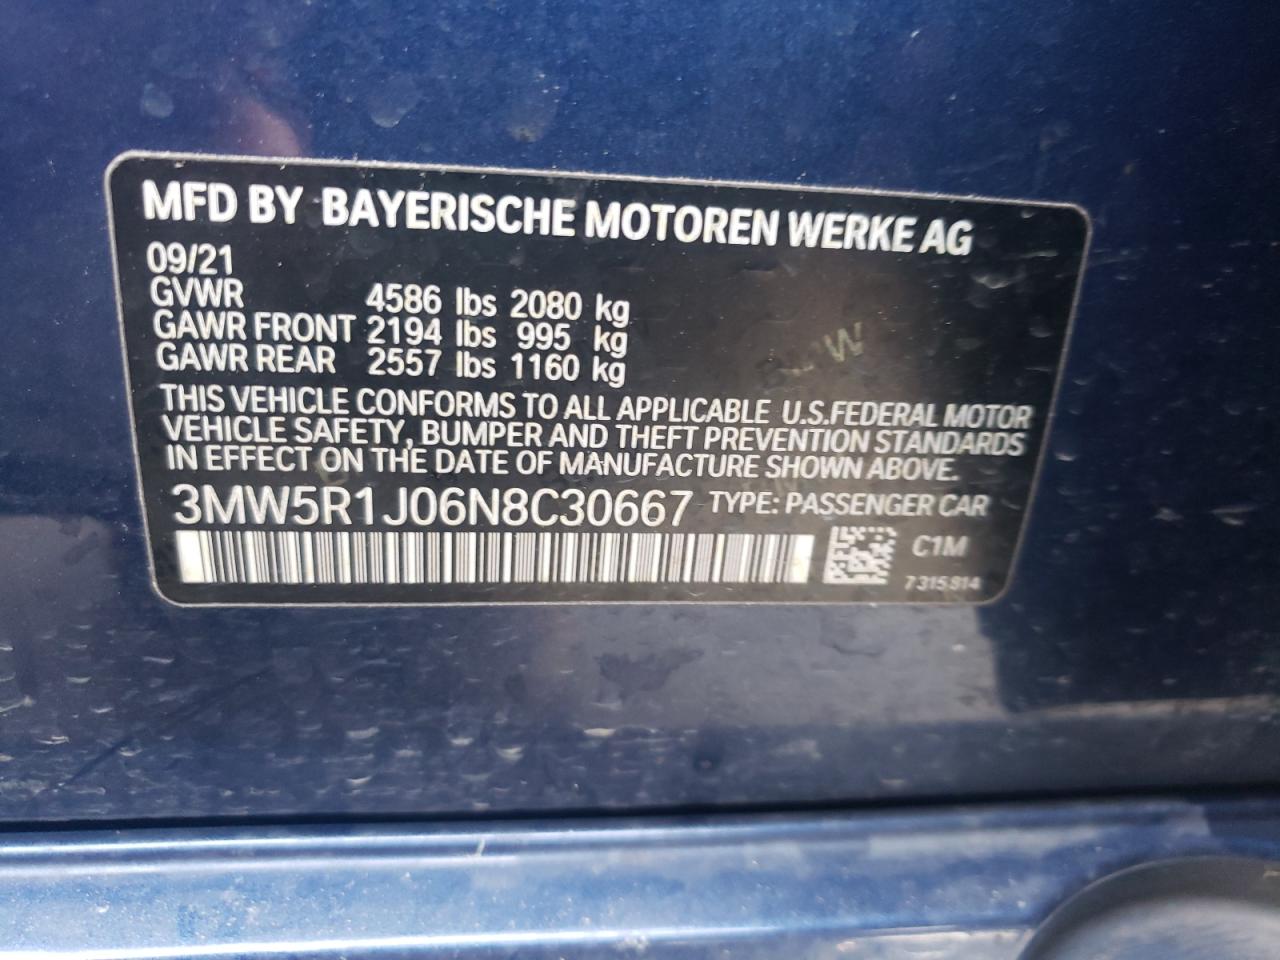 MFD BY BAYERISCHE MOTOREN WERKE AG
09/21
GVWR 4586 lbs 2080 kg
GAWR FRONT 2194 lbs 995 kg
GAWR REAR 2557 lbs 1160 kg
THIS VEHICLE CONFORMS TO ALL APPLICABLE U.S.FEDERAL MOTOR
VEHICLE SAFETY, BUMPER AND THEFT PREVENTION STANDARDS
IN EFFECT ON THE DATE OF MANUFACTURE SHOWN ABOVE.
3MW5R1J06N8C30667 TYPE: PASSENGER CAR
C1M
7315814